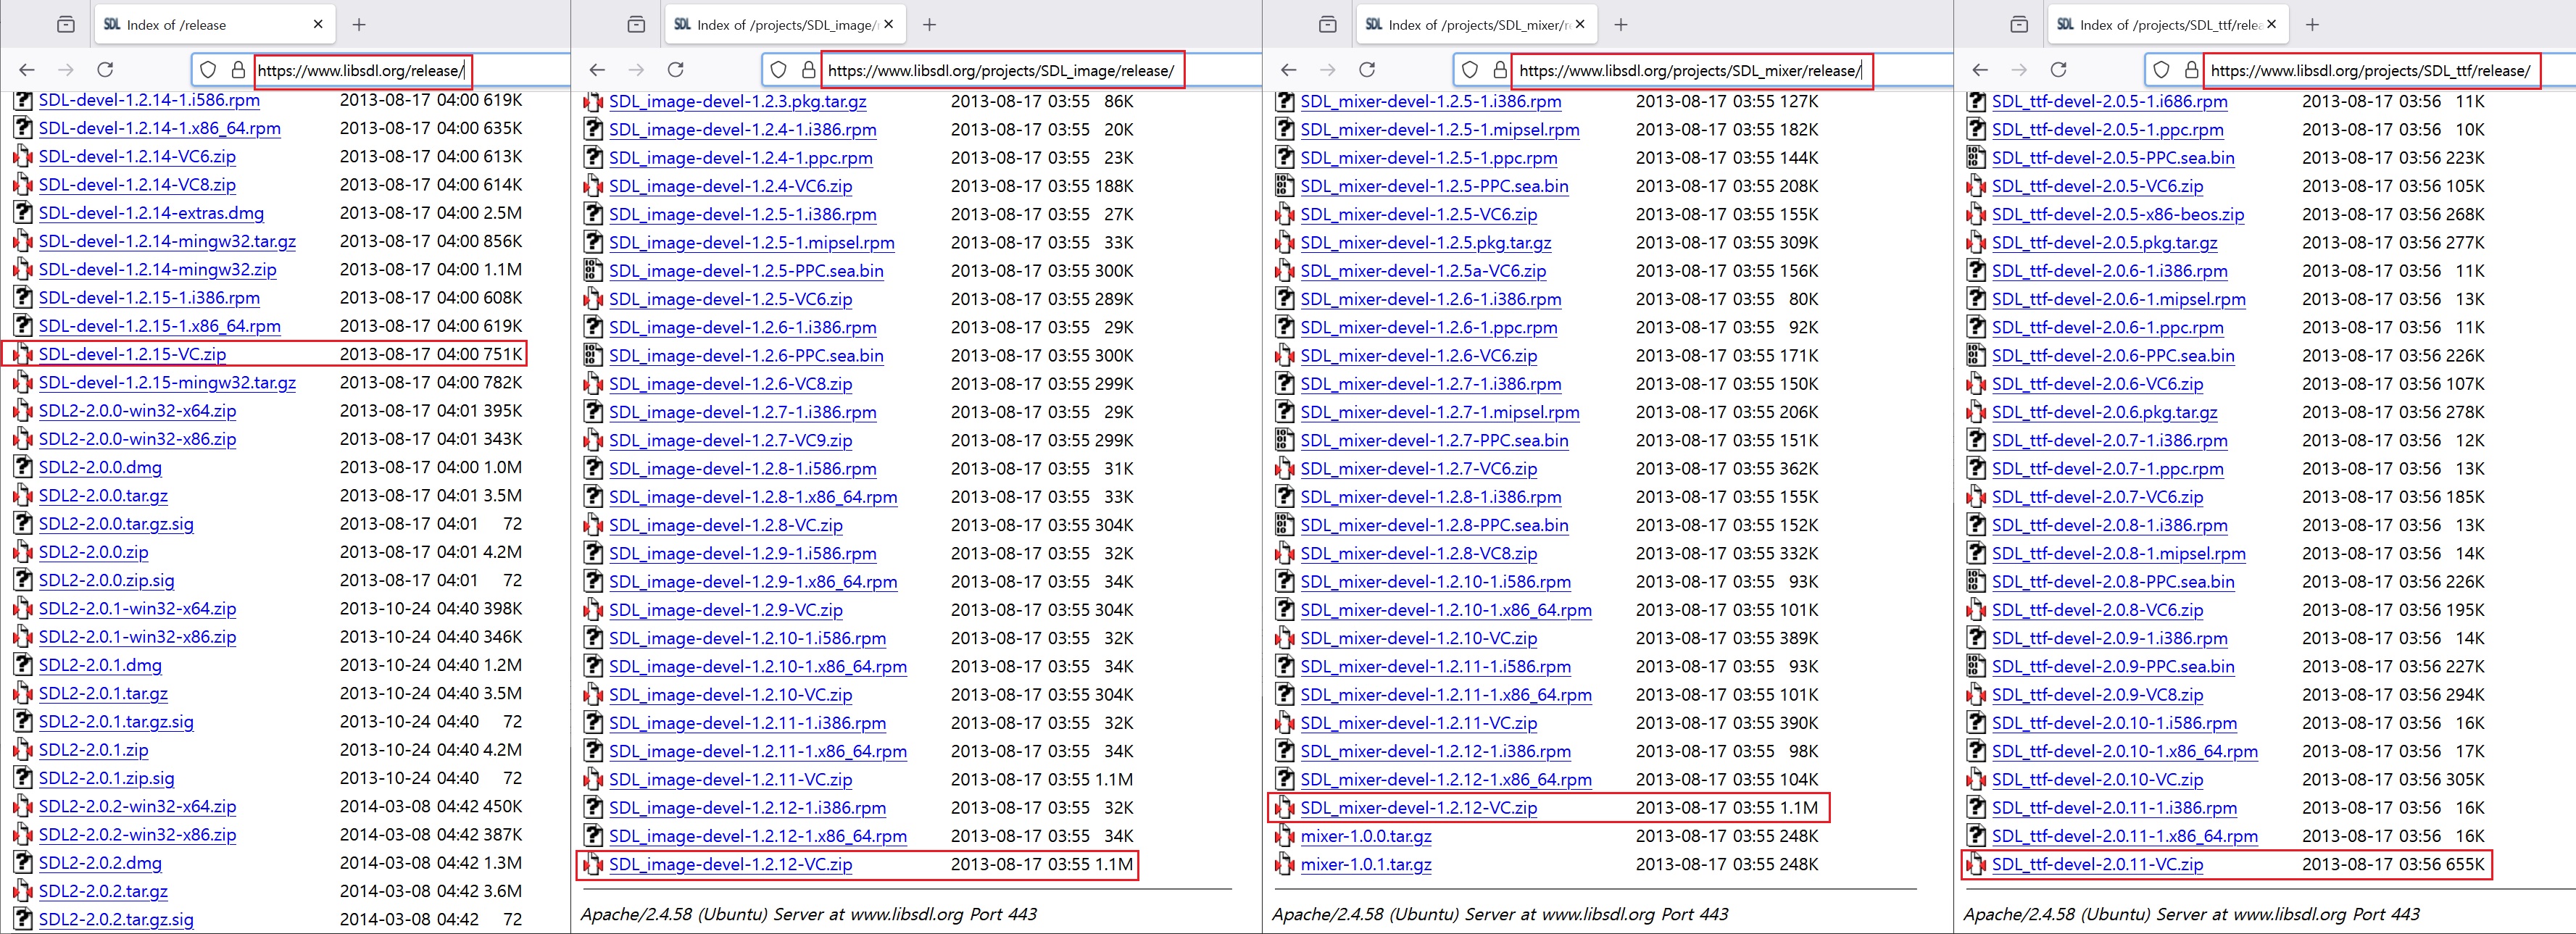 SDL Index of /release
https://www.libsdl.org/release/
SDL-devel-1.2.14-1.i586.rpm 2013-08-17 04:00 619K
SDL-devel-1.2.14-1.x86_64.rpm 2013-08-17 04:00 635K
SDL-devel-1.2.14-VC6.zip 2013-08-17 04:00 613K
SDL-devel-1.2.14-VC8.zip 2013-08-17 04:00 614K
SDL-devel-1.2.14-extras.dmg 2013-08-17 04:00 2.5M
SDL-devel-1.2.14-mingw32.tar.gz 2013-08-17 04:00 856K
SDL-devel-1.2.14-mingw32.zip 2013-08-17 04:00 1.1M
SDL-devel-1.2.15-1.i386.rpm 2013-08-17 04:00 608K
SDL-devel-1.2.15-1.x86_64.rpm 2013-08-17 04:00 619K
SDL-devel-1.2.15-VC.zip 2013-08-17 04:00 751K
SDL-devel-1.2.15-mingw32.tar.gz 2013-08-17 04:00 782K
SDL2-2.0.0-win32-x64.zip 2013-08-17 04:01 395K
SDL2-2.0.0-win32-x86.zip 2013-08-17 04:01 343K
SDL2-2.0.0.dmg 2013-08-17 04:00 1.0M
SDL2-2.0.0.tar.gz 2013-08-17 04:01 3.5M
SDL2-2.0.0.tar.gz.sig 2013-08-17 04:01 72
SDL2-2.0.0.zip 2013-08-17 04:01 4.2M
SDL2-2.0.0.zip.sig 2013-08-17 04:01 72
SDL2-2.0.1-win32-x64.zip 2013-10-24 04:40 398K
SDL2-2.0.1-win32-x86.zip 2013-10-24 04:40 346K
SDL2-2.0.1.dmg 2013-10-24 04:40 1.2M
SDL2-2.0.1.tar.gz 2013-10-24 04:40 3.5M
SDL2-2.0.1.tar.gz.sig 2013-10-24 04:40 72
SDL2-2.0.1.zip 2013-10-24 04:40 4.2M
SDL2-2.0.1.zip.sig 2013-10-24 04:40 72
SDL2-2.0.2-win32-x64.zip 2014-03-08 04:42 450K
SDL2-2.0.2-win32-x86.zip 2014-03-08 04:42 387K
SDL2-2.0.2.dmg 2014-03-08 04:42 1.3M
SDL2-2.0.2.tar.gz 2014-03-08 04:42 3.6M
SDL2-2.0.2.tar.gz.sig 2014-03-08 04:42 72
SDL Index of /projects/SDL_image/
https://www.libsdl.org/projects/SDL_image/release/
SDL_image-devel-1.2.3.pkg.tar.gz 2013-08-17 03:55 86K
SDL_image-devel-1.2.4-1.i386.rpm 2013-08-17 03:55 20K
SDL_image-devel-1.2.4-1.ppc.rpm 2013-08-17 03:55 23K
SDL_image-devel-1.2.4-VC6.zip 2013-08-17 03:55 188K
SDL_image-devel-1.2.5-1.i386.rpm 2013-08-17 03:55 27K
SDL_image-devel-1.2.5-1.mipsel.rpm 2013-08-17 03:55 33K
SDL_image-devel-1.2.5-PPC.sea.bin 2013-08-17 03:55 300K
SDL_image-devel-1.2.5-VC6.zip 2013-08-17 03:55 289K
SDL_image-devel-1.2.6-1.i386.rpm 2013-08-17 03:55 29K
SDL_image-devel-1.2.6-PPC.sea.bin 2013-08-17 03:55 300K
SDL_image-devel-1.2.6-VC8.zip 2013-08-17 03:55 299K
SDL_image-devel-1.2.7-1.i386.rpm 2013-08-17 03:55 29K
SDL_image-devel-1.2.7-VC9.zip 2013-08-17 03:55 299K
SDL_image-devel-1.2.8-1.i586.rpm 2013-08-17 03:55 31K
SDL_image-devel-1.2.8-1.x86_64.rpm 2013-08-17 03:55 33K
SDL_image-devel-1.2.8-VC.zip 2013-08-17 03:55 304K
SDL_image-devel-1.2.9-1.i586.rpm 2013-08-17 03:55 32K
SDL_image-devel-1.2.9-1.x86_64.rpm 2013-08-17 03:55 34K
SDL_image-devel-1.2.9-VC.zip 2013-08-17 03:55 304K
SDL_image-devel-1.2.10-1.i586.rpm 2013-08-17 03:55 32K
SDL_image-devel-1.2.10-1.x86_64.rpm 2013-08-17 03:55 34K
SDL_image-devel-1.2.10-VC.zip 2013-08-17 03:55 304K
SDL_image-devel-1.2.11-1.i386.rpm 2013-08-17 03:55 32K
SDL_image-devel-1.2.11-1.x86_64.rpm 2013-08-17 03:55 34K
SDL_image-devel-1.2.11-VC.zip 2013-08-17 03:55 1.1M
SDL_image-devel-1.2.12-1.i386.rpm 2013-08-17 03:55 32K
SDL_image-devel-1.2.12-1.x86_64.rpm 2013-08-17 03:55 34K
SDL_image-devel-1.2.12-VC.zip 2013-08-17 03:55 1.1M
Apache/2.4.58 (Ubuntu) Server at www.libsdl.org Port 443
SDL Index of /projects/SDL_mixer/r
https://www.libsdl.org/projects/SDL_mixer/release/
SDL_mixer-devel-1.2.5-1.i386.rpm 2013-08-17 03:55 127K
SDL_mixer-devel-1.2.5-1.mipsel.rpm 2013-08-17 03:55 182K
SDL_mixer-devel-1.2.5-1.ppc.rpm 2013-08-17 03:55 144K
SDL_mixer-devel-1.2.5-PPC.sea.bin 2013-08-17 03:55 208K
SDL_mixer-devel-1.2.5-VC6.zip 2013-08-17 03:55 155K
SDL_mixer-devel-1.2.5.pkg.tar.gz 2013-08-17 03:55 309K
SDL_mixer-devel-1.2.5a-VC6.zip 2013-08-17 03:55 156K
SDL_mixer-devel-1.2.6-1.i386.rpm 2013-08-17 03:55 80K
SDL_mixer-devel-1.2.6-1.ppc.rpm 2013-08-17 03:55 92K
SDL_mixer-devel-1.2.6-VC6.zip 2013-08-17 03:55 171K
SDL_mixer-devel-1.2.7-1.i386.rpm 2013-08-17 03:55 150K
SDL_mixer-devel-1.2.7-1.mipsel.rpm 2013-08-17 03:55 206K
SDL_mixer-devel-1.2.7-PPC.sea.bin 2013-08-17 03:55 151K
SDL_mixer-devel-1.2.7-VC6.zip 2013-08-17 03:55 362K
SDL_mixer-devel-1.2.8-1.i386.rpm 2013-08-17 03:55 155K
SDL_mixer-devel-1.2.8-PPC.sea.bin 2013-08-17 03:55 152K
SDL_mixer-devel-1.2.8-VC8.zip 2013-08-17 03:55 332K
SDL_mixer-devel-1.2.10-1.i586.rpm 2013-08-17 03:55 93K
SDL_mixer-devel-1.2.10-1.x86_64.rpm 2013-08-17 03:55 101K
SDL_mixer-devel-1.2.10-VC.zip 2013-08-17 03:55 389K
SDL_mixer-devel-1.2.11-1.i586.rpm 2013-08-17 03:55 93K
SDL_mixer-devel-1.2.11-1.x86_64.rpm 2013-08-17 03:55 101K
SDL_mixer-devel-1.2.11-VC.zip 2013-08-17 03:55 390K
SDL_mixer-devel-1.2.12-1.i386.rpm 2013-08-17 03:55 98K
SDL_mixer-devel-1.2.12-1.x86_64.rpm 2013-08-17 03:55 104K
SDL_mixer-devel-1.2.12-VC.zip 2013-08-17 03:55 1.1M
mixer-1.0.0.tar.gz 2013-08-17 03:55 248K
mixer-1.0.1.tar.gz 2013-08-17 03:55 248K
Apache/2.4.58 (Ubuntu) Server at www.libsdl.org Port 443
SDL Index of /projects/SDL_ttf/relea
https://www.libsdl.org/projects/SDL_ttf/release/
SDL_ttf-devel-2.0.5-1.i686.rpm 2013-08-17 03:56 11K
SDL_ttf-devel-2.0.5-1.ppc.rpm 2013-08-17 03:56 10K
SDL_ttf-devel-2.0.5-PPC.sea.bin 2013-08-17 03:56 223K
SDL_ttf-devel-2.0.5-VC6.zip 2013-08-17 03:56 105K
SDL_ttf-devel-2.0.5-x86-beos.zip 2013-08-17 03:56 268K
SDL_ttf-devel-2.0.5.pkg.tar.gz 2013-08-17 03:56 277K
SDL_ttf-devel-2.0.6-1.i386.rpm 2013-08-17 03:56 11K
SDL_ttf-devel-2.0.6-1.mipsel.rpm 2013-08-17 03:56 13K
SDL_ttf-devel-2.0.6-1.ppc.rpm 2013-08-17 03:56 11K
SDL_ttf-devel-2.0.6-PPC.sea.bin 2013-08-17 03:56 226K
SDL_ttf-devel-2.0.6-VC6.zip 2013-08-17 03:56 107K
SDL_ttf-devel-2.0.6.pkg.tar.gz 2013-08-17 03:56 278K
SDL_ttf-devel-2.0.7-1.i386.rpm 2013-08-17 03:56 12K
SDL_ttf-devel-2.0.7-1.ppc.rpm 2013-08-17 03:56 13K
SDL_ttf-devel-2.0.7-VC6.zip 2013-08-17 03:56 185K
SDL_ttf-devel-2.0.8-1.i386.rpm 2013-08-17 03:56 13K
SDL_ttf-devel-2.0.8-1.mipsel.rpm 2013-08-17 03:56 14K
SDL_ttf-devel-2.0.8-PPC.sea.bin 2013-08-17 03:56 226K
SDL_ttf-devel-2.0.8-VC6.zip 2013-08-17 03:56 195K
SDL_ttf-devel-2.0.9-1.i386.rpm 2013-08-17 03:56 14K
SDL_ttf-devel-2.0.9-PPC.sea.bin 2013-08-17 03:56 227K
SDL_ttf-devel-2.0.9-VC8.zip 2013-08-17 03:56 294K
SDL_ttf-devel-2.0.10-1.i586.rpm 2013-08-17 03:56 16K
SDL_ttf-devel-2.0.10-1.x86_64.rpm 2013-08-17 03:56 17K
SDL_ttf-devel-2.0.10-VC.zip 2013-08-17 03:56 305K
SDL_ttf-devel-2.0.11-1.i386.rpm 2013-08-17 03:56 16K
SDL_ttf-devel-2.0.11-1.x86_64.rpm 2013-08-17 03:56 16K
SDL_ttf-devel-2.0.11-VC.zip 2013-08-17 03:56 655K
Apache/2.4.58 (Ubuntu) Server at www.libsdl.org Port 443